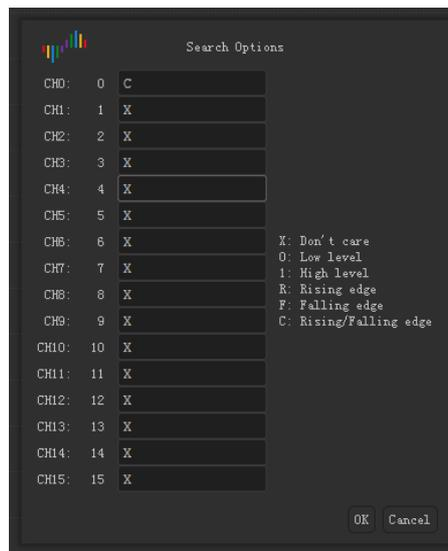 Search Options
CH0: 0 C
CH1: 1 X
CH2: 2 X
CH3: 3 X
CH4: 4 X
CH5: 5 X
CH6: 6 X
CH7: 7 X
CH8: 8 X
CH9: 9 X
CH10: 10 X
CH11: 11 X
CH12: 12 X
CH13: 13 X
CH14: 14 X
CH15: 15 X
X: Don't care
0: Low level
1: High level
R: Rising edge
F: Falling edge
C: Rising/Falling edge
OK Cancel